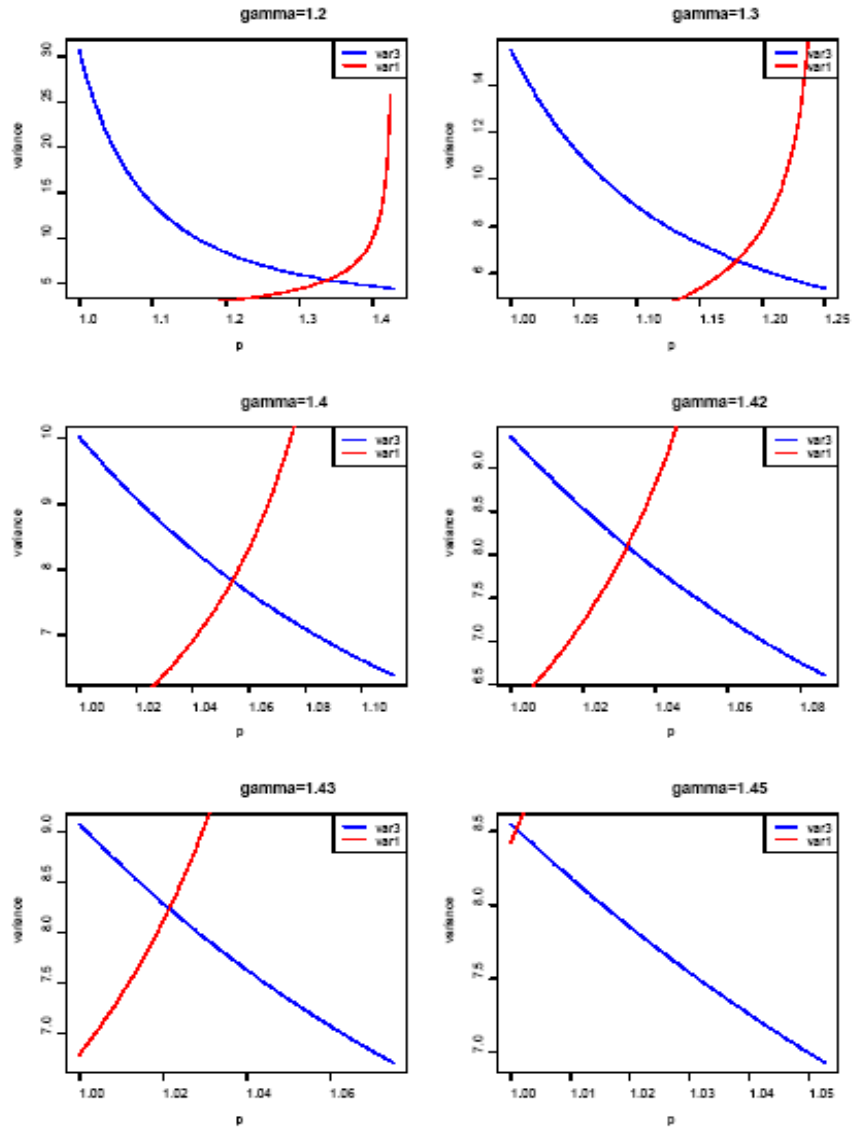 gamma=1.2
var3
var1
30
25
20
15
10
5
variance
1.0 1.1 1.2 1.3 1.4
p
gamma=1.3
var3
var1
14
12
10
8
6
variance
1.00 1.05 1.10 1.15 1.20 1.25
p
gamma=1.4
var3
var1
10
9
8
7
variance
1.00 1.02 1.04 1.06 1.08 1.10
p
gamma=1.42
var3
var1
9.0
8.5
8.0
7.5
7.0
6.5
variance
1.00 1.02 1.04 1.06 1.08
p
gamma=1.43
var3
var1
9.0
8.5
8.0
7.5
7.0
variance
1.00 1.02 1.04 1.06
p
gamma=1.45
var3
var1
8.5
8.0
7.5
7.0
variance
1.00 1.01 1.02 1.03 1.04 1.05
p